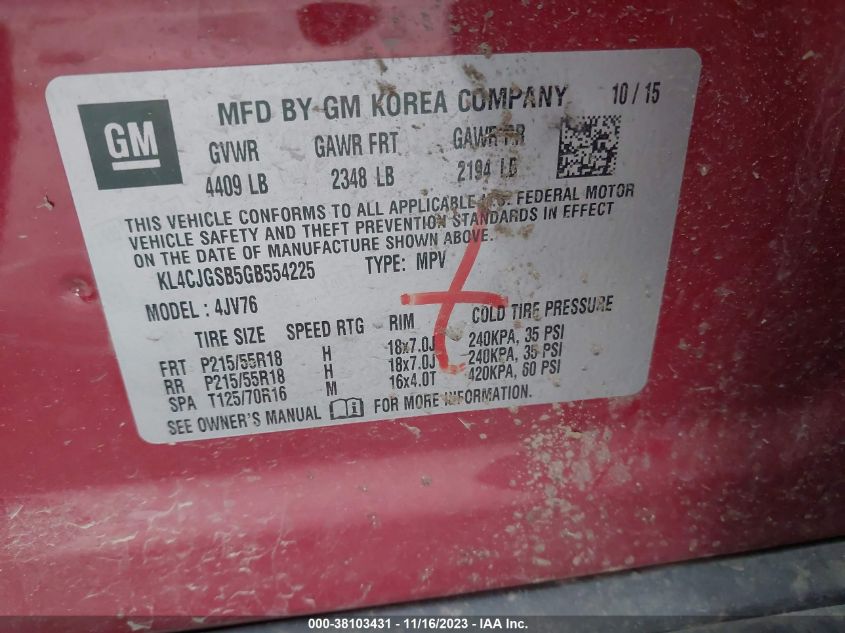 GM
MFD BY GM KOREA COMPANY 10 / 15
GVWR GAWR FRT GAWR RR
4409 LB 2348 LB 2194 LB
THIS VEHICLE CONFORMS TO ALL APPLICABLE U.S. FEDERAL MOTOR
VEHICLE SAFETY AND THEFT PREVENTION STANDARDS IN EFFECT
ON THE DATE OF MANUFACTURE SHOWN ABOVE.
KL4CJGSB5GB554225 TYPE: MPV
MODEL : 4JV76
TIRE SIZE SPEED RTG RIM COLD TIRE PRESSURE
FRT P215/55R18 H 18x7.0J 240KPA, 35 PSI
RR P215/55R18 H 18x7.0J 240KPA, 35 PSI
SPA T125/70R16 M 16x4.0T 420KPA, 60 PSI
SEE OWNER'S MANUAL FOR MORE INFORMATION.
000-38103431 - 11/16/2023 - IAA Inc.